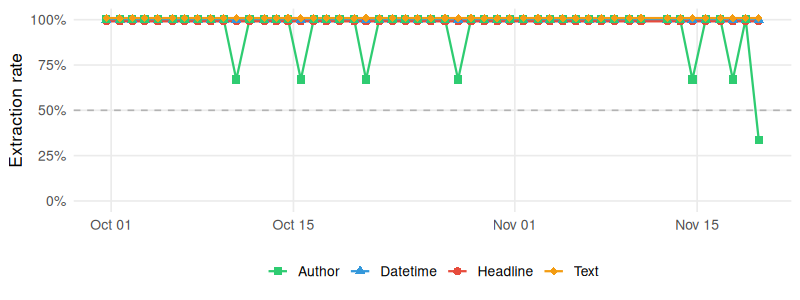 Extraction rate
100%
75%
50%
25%
0%
Oct 01 Oct 15 Nov 01 Nov 15
Author Datetime Headline Text